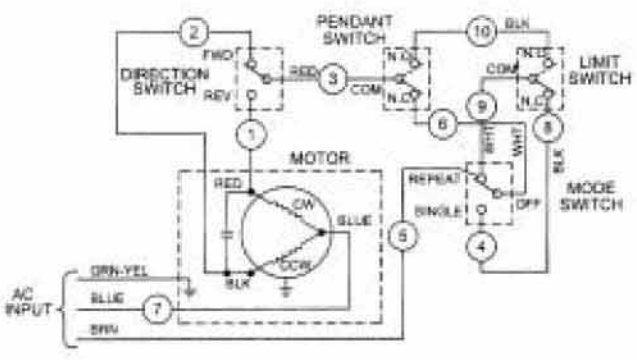 PENDANT
SWITCH
2
10
BLK
FWD
N.O.
N.O.
DIRECTION
SWITCH
RED
3
COM
COM
LIMIT
SWITCH
REV
N.C.
N.C.
9
6
8
1
WHT
WHT
BLK
MOTOR
RED
REPEAT
MODE
SWITCH
CW
OFF
BLUE
SINGLE
5
4
CCW
BLK
GRN-YEL
AC
INPUT
BLUE
7
BRN